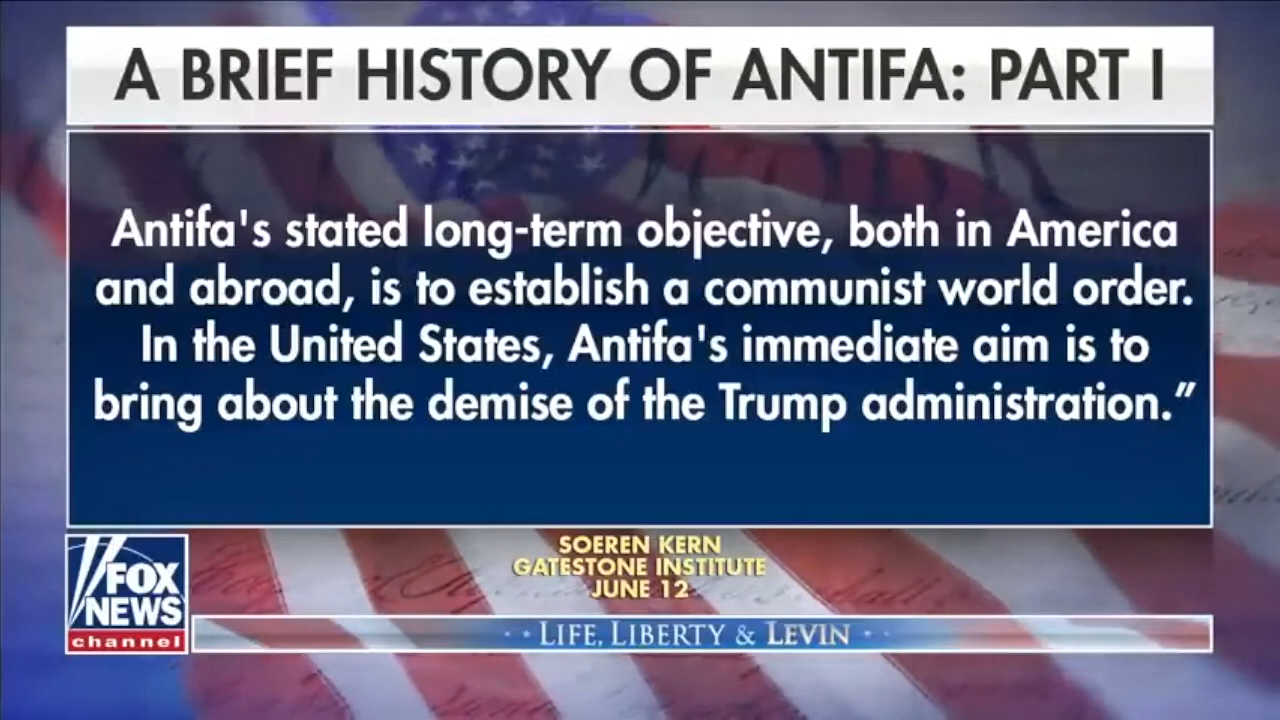 A BRIEF HISTORY OF ANTIFA: PART I
Antifa's stated long-term objective, both in America
and abroad, is to establish a communist world order.
In the United States, Antifa's immediate aim is to
bring about the demise of the Trump administration.”
SOEREN KERN
GATESTONE INSTITUTE
JUNE 12
FOX
NEWS
channel
LIFE, LIBERTY & LEVIN